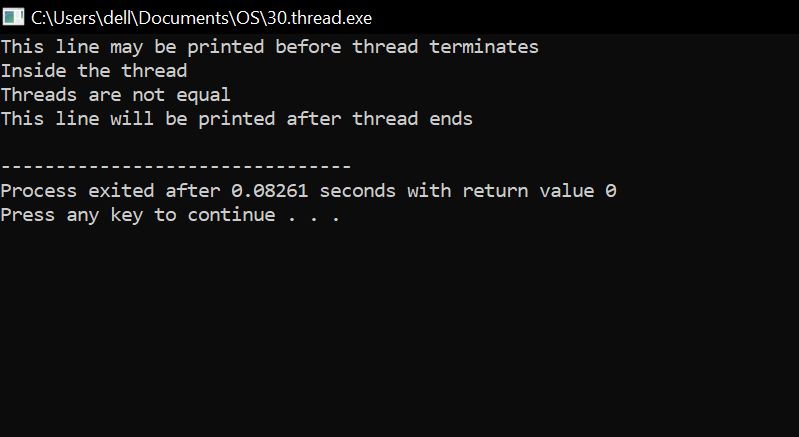 C:\Users\dell\Documents\OS\30.thread.exe
This line may be printed before thread terminates
Inside the thread
Threads are not equal
This line will be printed after thread ends
--------------------------------
Process exited after 0.08261 seconds with return value 0
Press any key to continue . . .